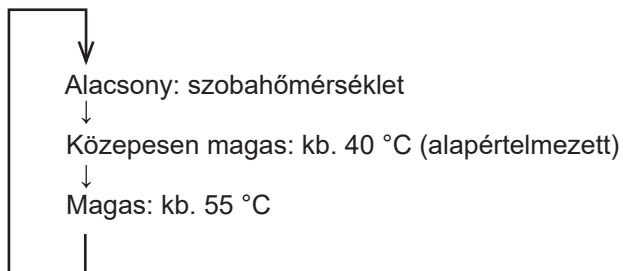 Alacsony: szobahőmérséklet
↓
Közepesen magas: kb. 40 °C (alapértelmezett)
↓
Magas: kb. 55 °C